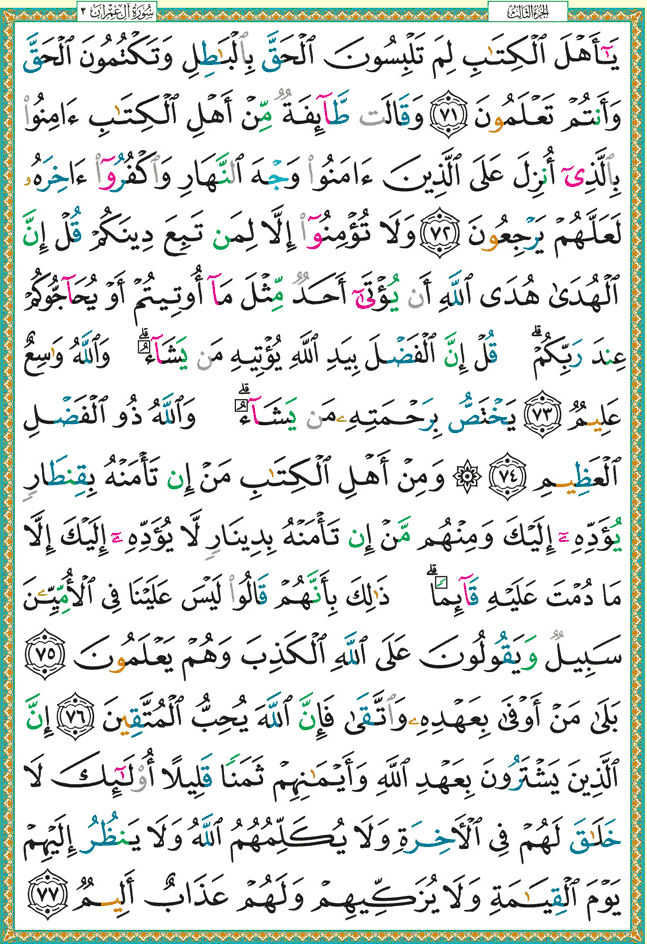 الجزء الثالث سورة آل عمران ٣
يَـٰٓأَهْلَ ٱلْكِتَـٰبِ لِمَ تَلْبِسُونَ ٱلْحَقَّ بِٱلْبَـٰطِلِ وَتَكْتُمُونَ ٱلْحَقَّ
وَأَنتُمْ تَعْلَمُونَ ٧١ وَقَالَت طَّآئِفَةٌ مِّنْ أَهْلِ ٱلْكِتَـٰبِ ءَامِنُوا۟
بِٱلَّذِىٓ أُنزِلَ عَلَى ٱلَّذِينَ ءَامَنُوا۟ وَجْهَ ٱلنَّهَارِ وَٱكْفُرُوٓا۟ ءَاخِرَهُۥ
لَعَلَّهُمْ يَرْجِعُونَ ٧٢ وَلَا تُؤْمِنُوٓا۟ إِلَّا لِمَن تَبِعَ دِينَكُمْ قُلْ إِنَّ
ٱلْهُدَىٰ هُدَى ٱللَّهِ أَن يُؤْتَىٰٓ أَحَدٌ مِّثْلَ مَآ أُوتِيتُمْ أَوْ يُحَآجُّوكُمْ
عِندَ رَبِّكُمْ ۗ قُلْ إِنَّ ٱلْفَضْلَ بِيَدِ ٱللَّهِ يُؤْتِيهِ مَن يَشَآءُ ۗ وَٱللَّهُ وَٰسِعٌ
عَلِيمٌ ٧٣ يَخْتَصُّ بِرَحْمَتِهِۦ مَن يَشَآءُ ۗ وَٱللَّهُ ذُو ٱلْفَضْلِ
ٱلْعَظِيمِ ٧٤ ۞ وَمِنْ أَهْلِ ٱلْكِتَـٰبِ مَنْ إِن تَأْمَنْهُ بِقِنطَارٍ
يُؤَدِّهِۦٓ إِلَيْكَ وَمِنْهُم مَّنْ إِن تَأْمَنْهُ بِدِينَارٍ لَّا يُؤَدِّهِۦٓ إِلَيْكَ إِلَّا
مَا دُمْتَ عَلَيْهِ قَآئِمًا ۗ ذَٰلِكَ بِأَنَّهُمْ قَالُوا۟ لَيْسَ عَلَيْنَا فِى ٱلْأُمِّيِّـۧنَ
سَبِيلٌ وَيَقُولُونَ عَلَى ٱللَّهِ ٱلْكَذِبَ وَهُمْ يَعْلَمُونَ ٧٥
بَلَىٰ مَنْ أَوْفَىٰ بِعَهْدِهِۦ وَٱتَّقَىٰ فَإِنَّ ٱللَّهَ يُحِبُّ ٱلْمُتَّقِينَ ٧٦ إِنَّ
ٱلَّذِينَ يَشْتَرُونَ بِعَهْدِ ٱللَّهِ وَأَيْمَـٰنِهِمْ ثَمَنًا قَلِيلًا أُو۟لَـٰٓئِكَ لَا
خَلَـٰقَ لَهُمْ فِى ٱلْـَٔاخِرَةِ وَلَا يُكَلِّمُهُمُ ٱللَّهُ وَلَا يَنظُرُ إِلَيْهِمْ
يَوْمَ ٱلْقِيَـٰمَةِ وَلَا يُزَكِّيهِمْ وَلَهُمْ عَذَابٌ أَلِيمٌ ٧٧